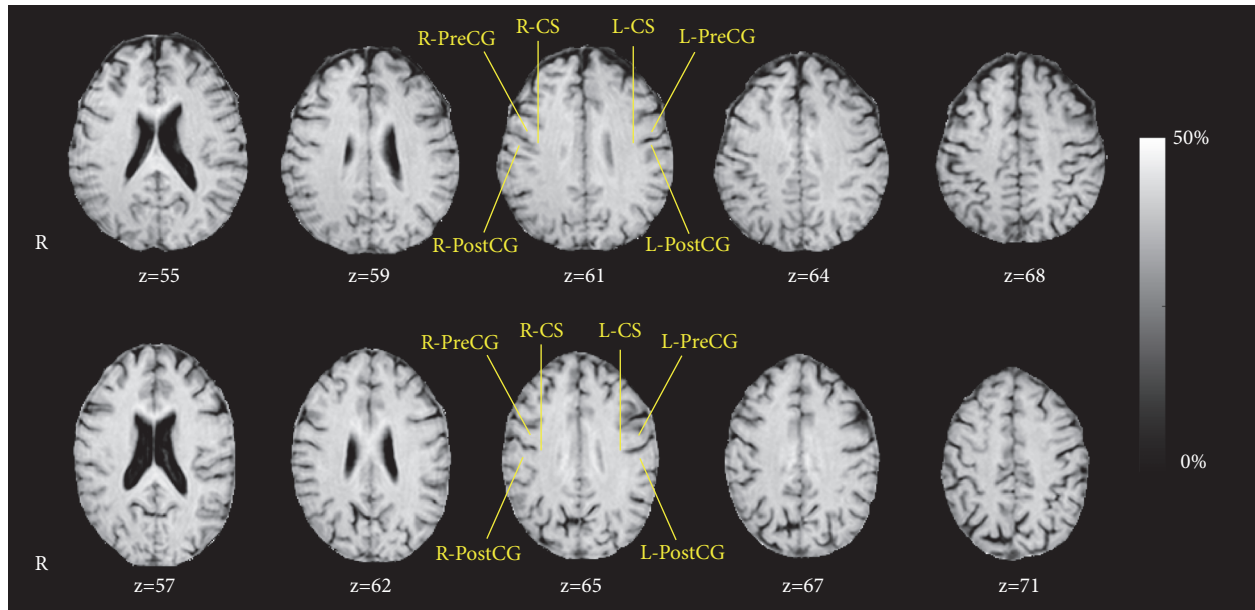 R-PreCG R-CS L-CS L-PreCG
50%
R-PostCG L-PostCG
R
z=55 z=59 z=61 z=64 z=68
R-PreCG R-CS L-CS L-PreCG
0%
R-PostCG L-PostCG
R
z=57 z=62 z=65 z=67 z=71